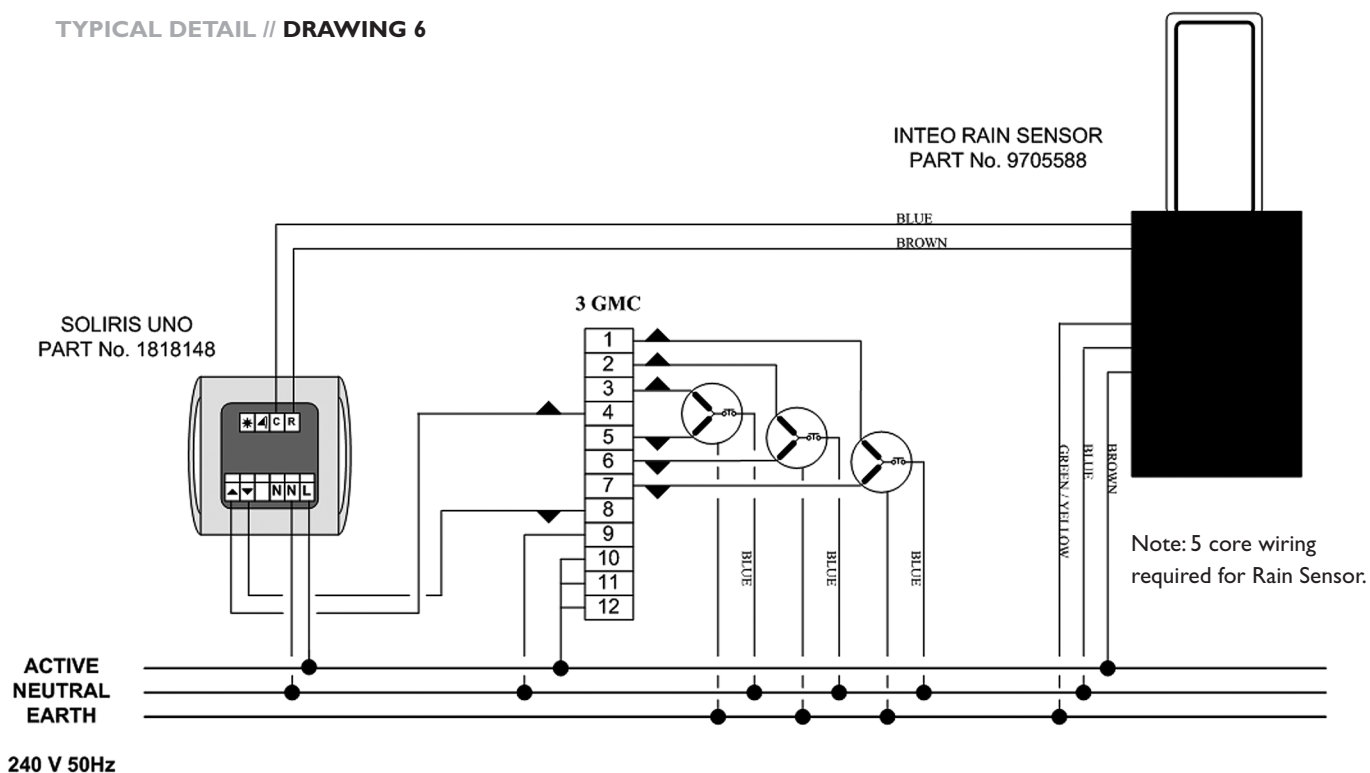 TYPICAL DETAIL // DRAWING 6
INTEO RAIN SENSOR
PART No. 9705588
BLUE
BROWN
3 GMC
SOLIRIS UNO
PART No. 1818148
C R
N N L
1
2
3
4
5
6
7
8
9
10
11
12
BLUE
BLUE
BLUE
GREEN / YELLOW
BLUE
BROWN
Note: 5 core wiring
required for Rain Sensor.
ACTIVE
NEUTRAL
EARTH
240 V 50Hz